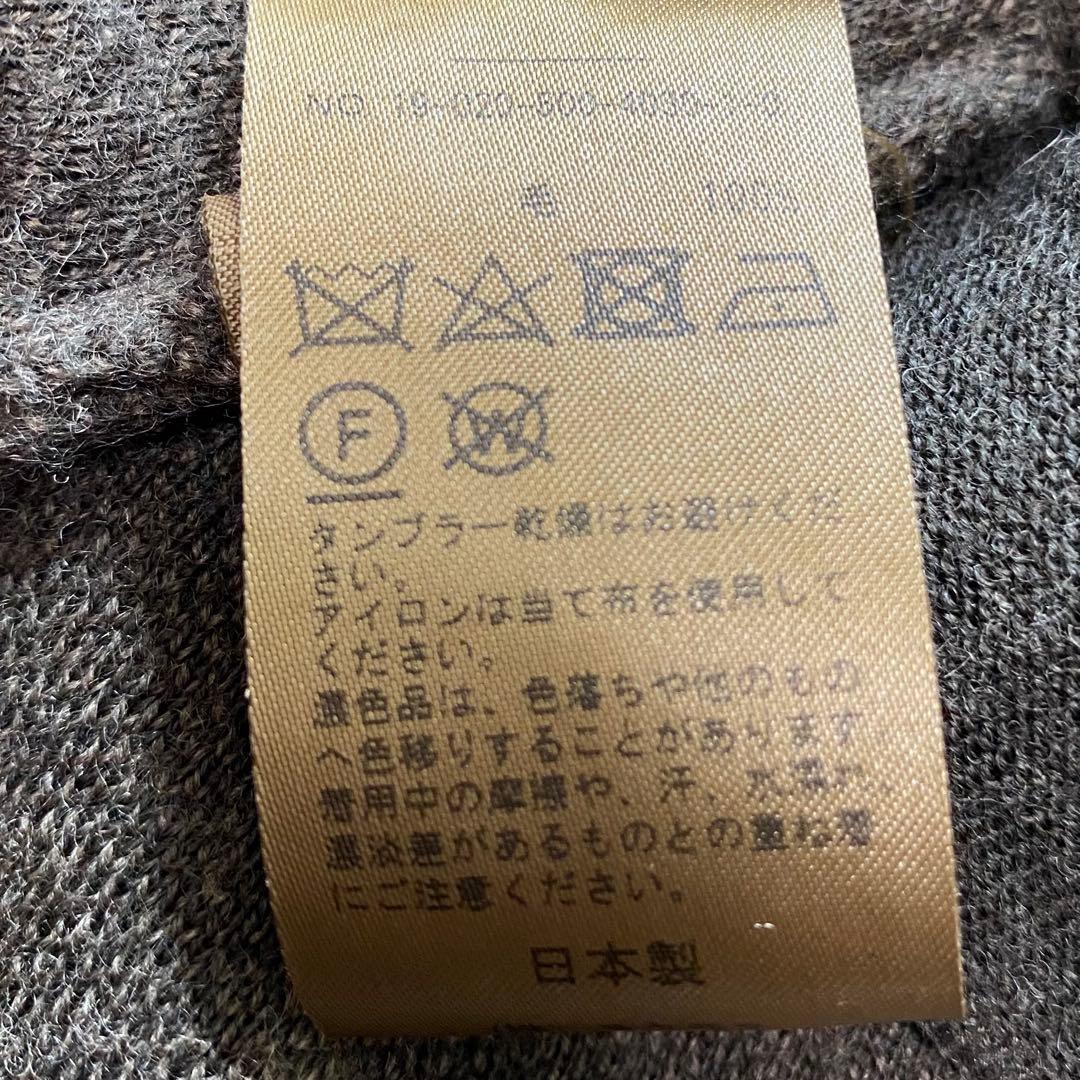 毛 100%
F W
タンブラー乾燥はお避けくだ
さい。
アイロンは当て布を使用して
ください。
濃色品は、色落ちや他のもの
へ色移りすることがあります
着用中の摩擦や、汗、水濡れ、
濃淡差があるものとの重ね着
にご注意ください。
日本製